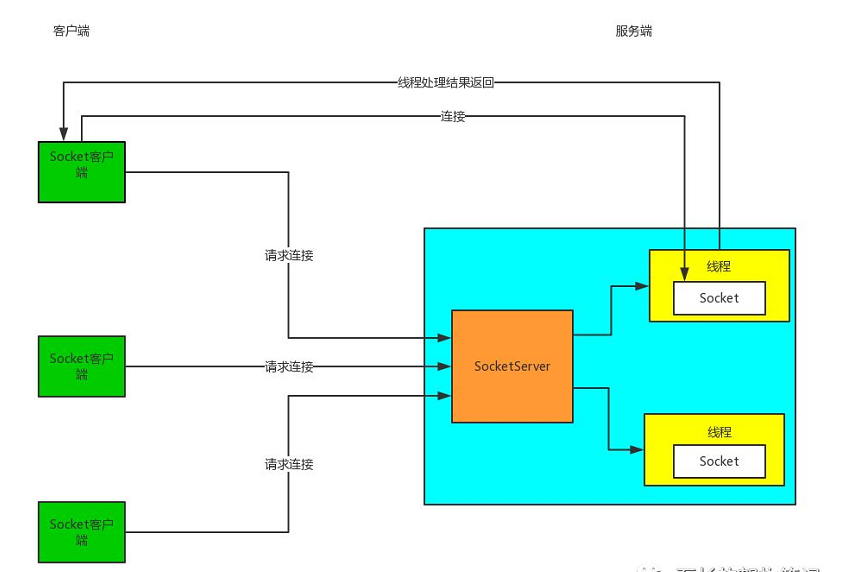 客户端
服务端
线程处理结果返回
连接
Socket客户
端
请求连接
线程
Socket
Socket客户
端
请求连接
SocketServer
线程
Socket
请求连接
Socket客户
端